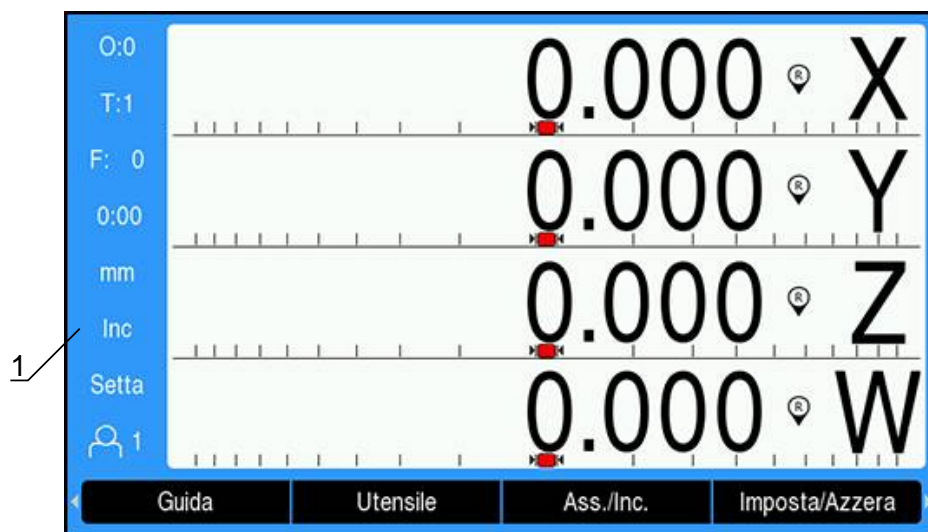 O:0
0.000 R X
T:1
F: 0
0.000 R Y
0:00
mm
0.000 R Z
Inc
1
Setta
0.000 R W
1
Guida Utensile Ass./Inc. Imposta/Azzera